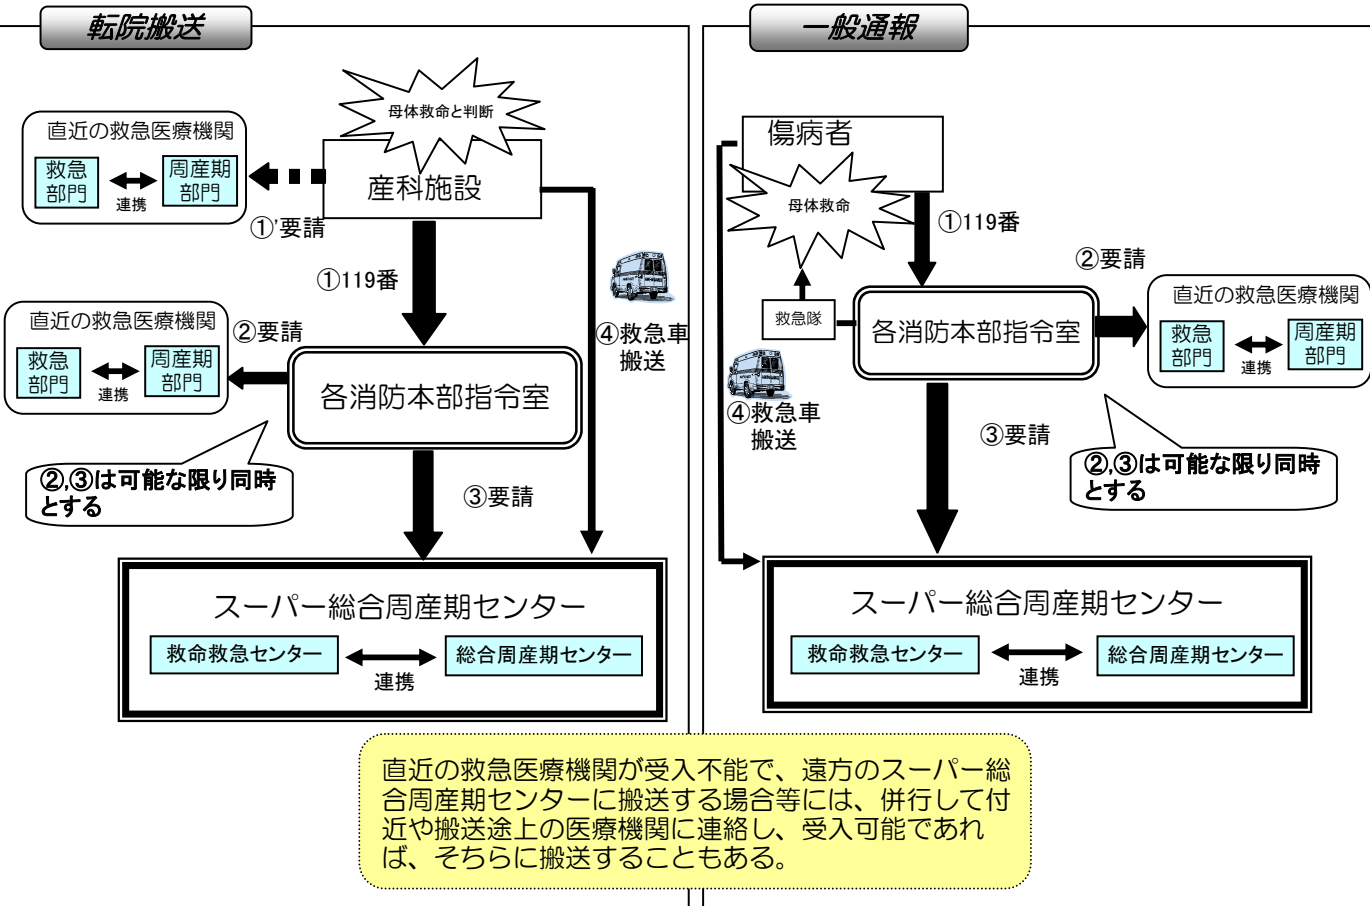 転院搬送
母体救命と判断
直近の救急医療機関
救急
部門
連携
周産期
部門
産科施設
①’要請
①119番
直近の救急医療機関
救急
部門
連携
周産期
部門
②要請
④救急車
搬送
各消防本部指令室
②,③は可能な限り同時
とする
③要請
スーパー総合周産期センター
救命救急センター
連携
総合周産期センター
一般通報
傷病者
母体救命
①119番
②要請
救急隊
各消防本部指令室
直近の救急医療機関
救急
部門
連携
周産期
部門
④救急車
搬送
③要請
②,③は可能な限り同時
とする
スーパー総合周産期センター
救命救急センター
連携
総合周産期センター
直近の救急医療機関が受入不能で、遠方のスーパー総
合周産期センターに搬送する場合等には、併行して付
近や搬送途上の医療機関に連絡し、受入可能であれ
ば、そちらに搬送することもある。